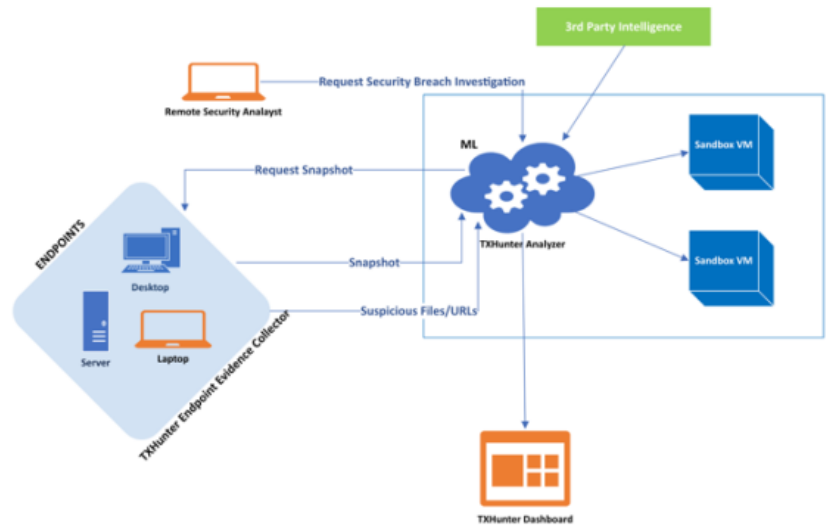 3rd Party Intelligence
Request Security Breach Investigation
Remote Security Analayst
ML
Sandbox VM
Request Snapshot
TXHunter Analyzer
ENDPOINTS
Snapshot
Sandbox VM
Desktop
Suspicious Files/URLs
Laptop
Server
TXHunter Endpoint Evidence Collector
TXHunter Dashboard